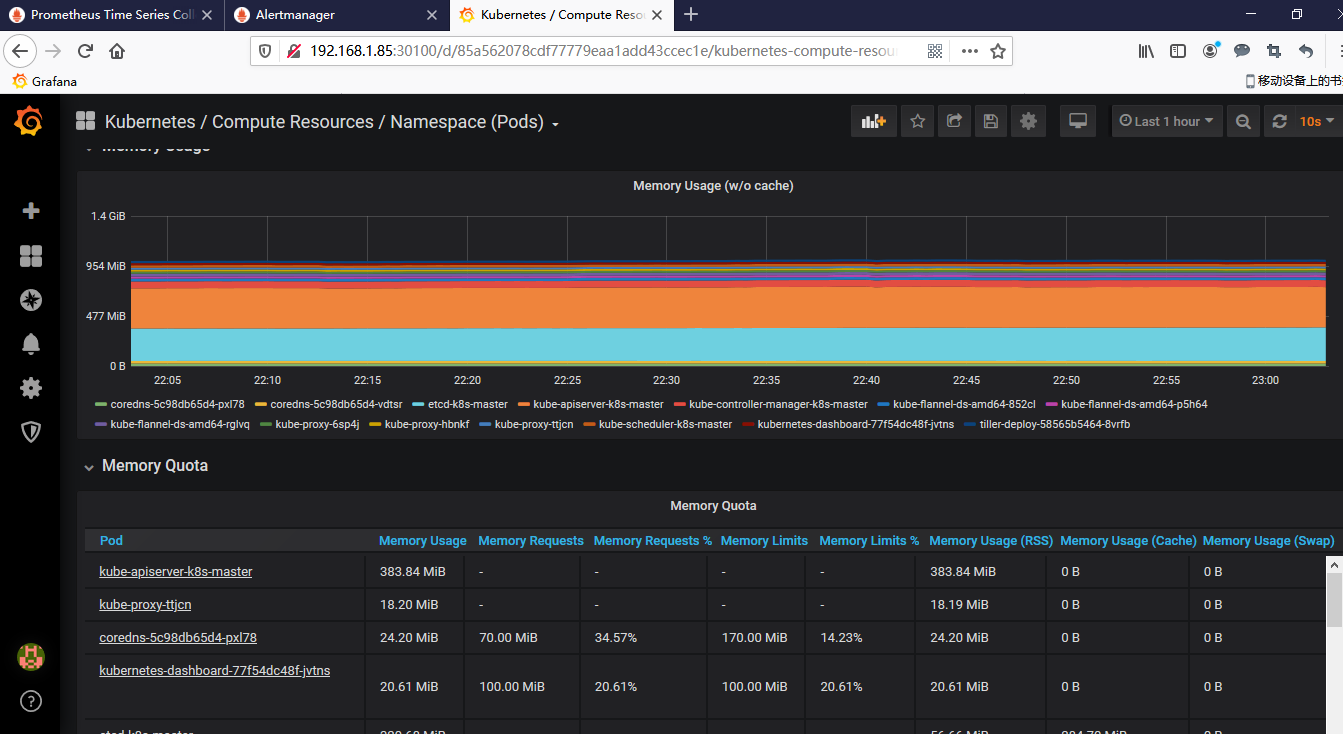 Prometheus Time Series Coll
Alertmanager
Kubernetes / Compute Resou
192.168.1.85:30100/d/85a562078cdf77779eaa1add43ccec1e/kubernetes-compute-resou
Grafana
移动设备上的书
Kubernetes / Compute Resources / Namespace (Pods)
Last 1 hour
10s
Memory Usage
Memory Usage (w/o cache)
1.4 GiB
954 MiB
477 MiB
0 B
22:05 22:10 22:15 22:20 22:25 22:30 22:35 22:40 22:45 22:50 22:55 23:00
coredns-5c98db65d4-pxl78 coredns-5c98db65d4-vdtsr etcd-k8s-master kube-apiserver-k8s-master kube-controller-manager-k8s-master kube-flannel-ds-amd64-852cl kube-flannel-ds-amd64-p5h64
kube-flannel-ds-amd64-rglvq kube-proxy-6sp4j kube-proxy-hbnkf kube-proxy-ttjcn kube-scheduler-k8s-master kubernetes-dashboard-77f54dc48f-jvtns tiller-deploy-58565b5464-8vrfb
Memory Quota
Memory Quota
Pod Memory Usage Memory Requests Memory Requests % Memory Limits Memory Limits % Memory Usage (RSS) Memory Usage (Cache) Memory Usage (Swap)
kube-apiserver-k8s-master 383.84 MiB - - - - 383.84 MiB 0 B 0 B
kube-proxy-ttjcn 18.20 MiB - - - - 18.19 MiB 0 B 0 B
coredns-5c98db65d4-pxl78 24.20 MiB 70.00 MiB 34.57% 170.00 MiB 14.23% 24.20 MiB 0 B 0 B
kubernetes-dashboard-77f54dc48f-jvtns 20.61 MiB 100.00 MiB 20.61% 100.00 MiB 20.61% 20.61 MiB 0 B 0 B
etcd-k8s-master